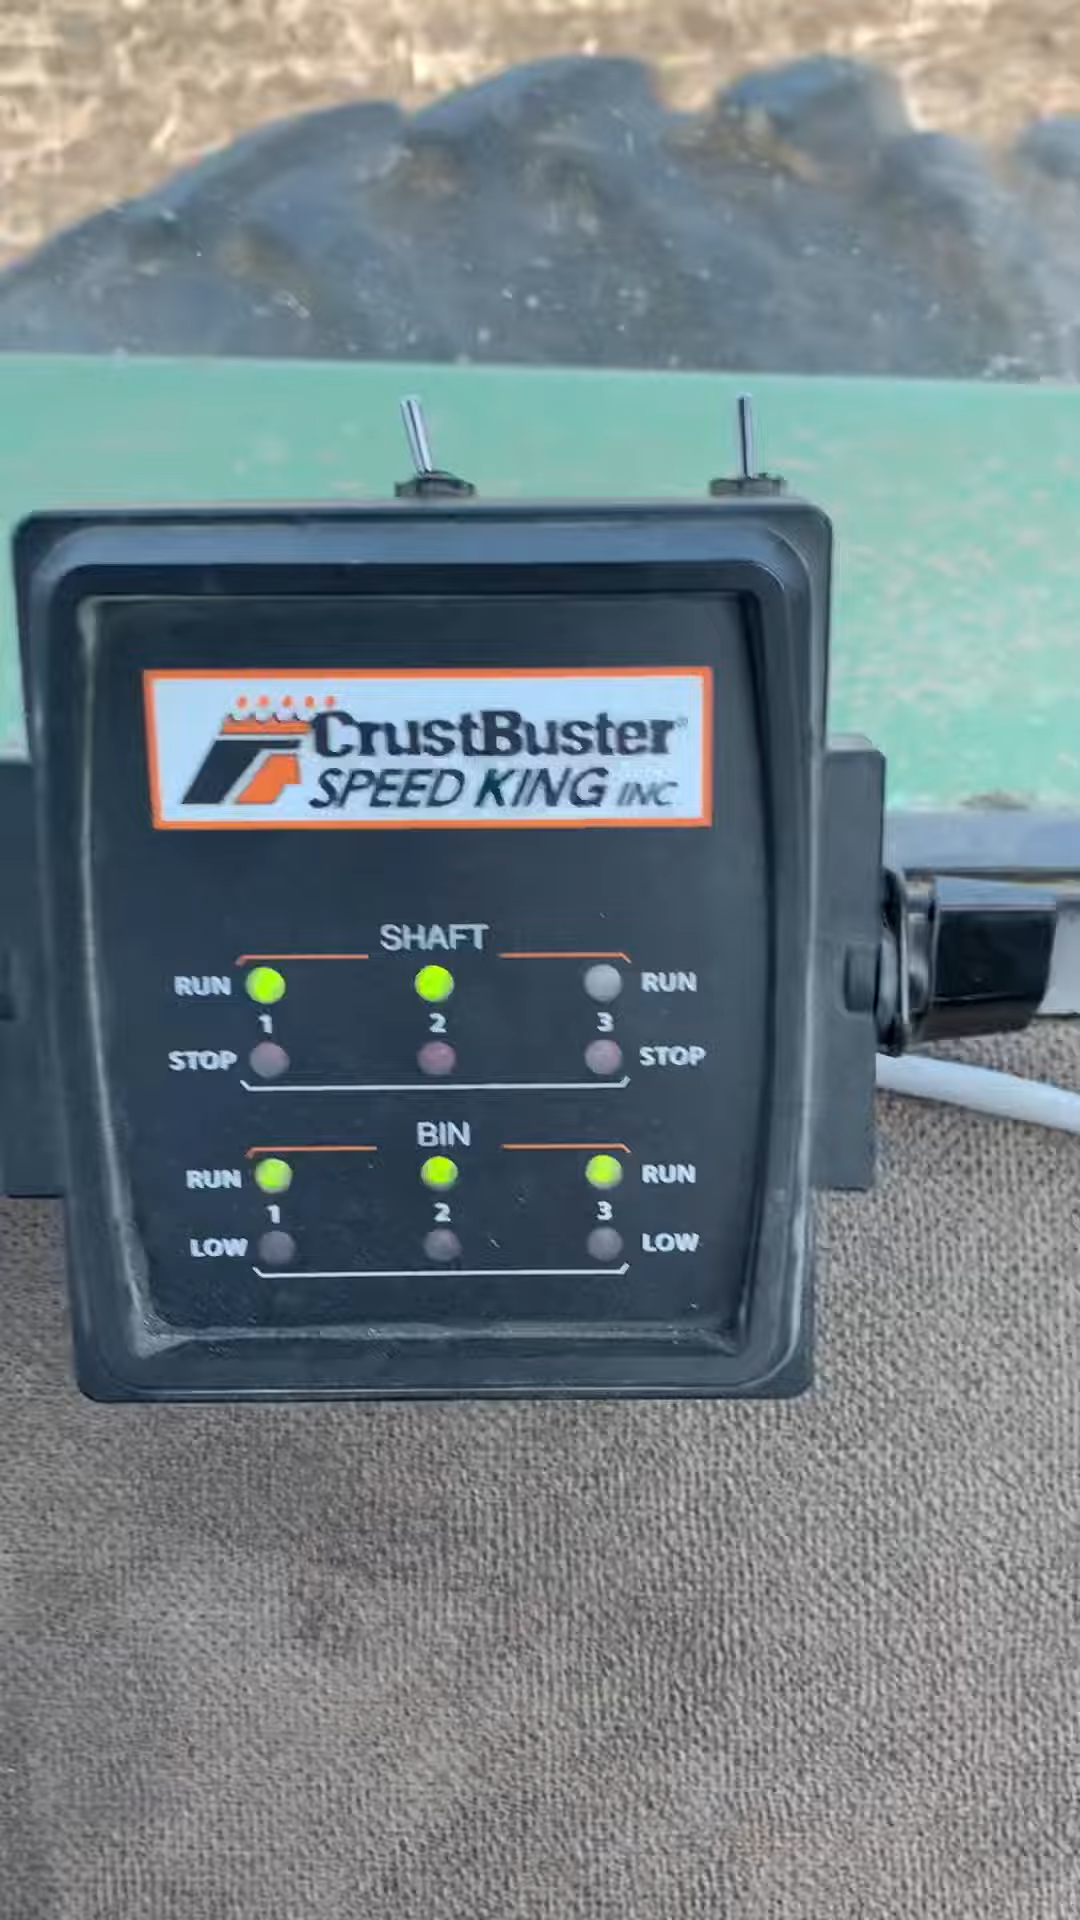 CrustBuster®
SPEED KING INC
SHAFT
RUN RUN
1 2 3
STOP STOP
BIN
RUN RUN
1 2 3
LOW LOW